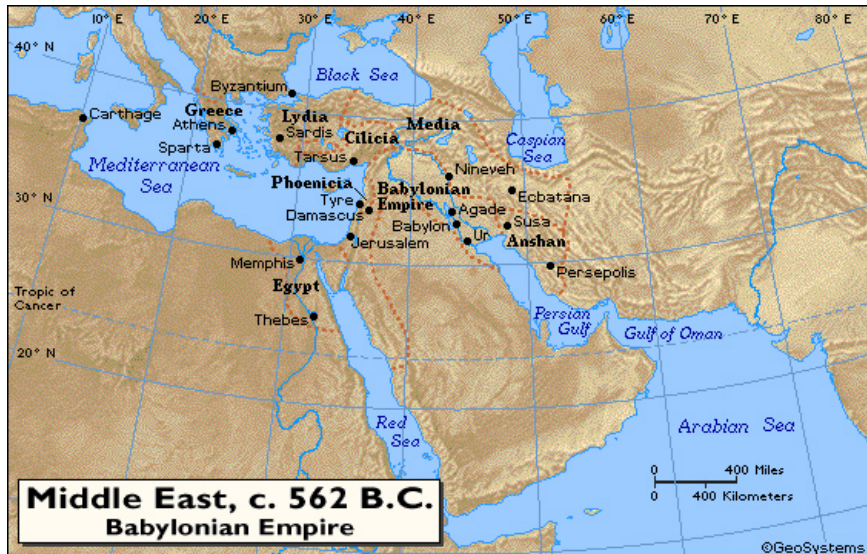 10° E
20° E
30° E
40° E
50° E
60° E
70° E
80° E
40° N
30° N
20° N
Tropic of
Cancer
Black Sea
Byzantium
Carthage
Greece
Athens
Sparta
Lydia
Sardis
Cilicia
Tarsus
Media
Caspian
Sea
Mediterranean
Sea
Nineveh
Ecbatana
Phoenicia
Tyre
Damascus
Babylonian
Empire
Agade
Babylon
Ur
Susa
Anshan
Jerusalem
Persepolis
Memphis
Egypt
Thebes
Persian
Gulf
Gulf of Oman
Red
Sea
Arabian Sea
0 400 Miles
0 400 Kilometers
Middle East, c. 562 B.C.
Babylonian Empire
©GeoSystems